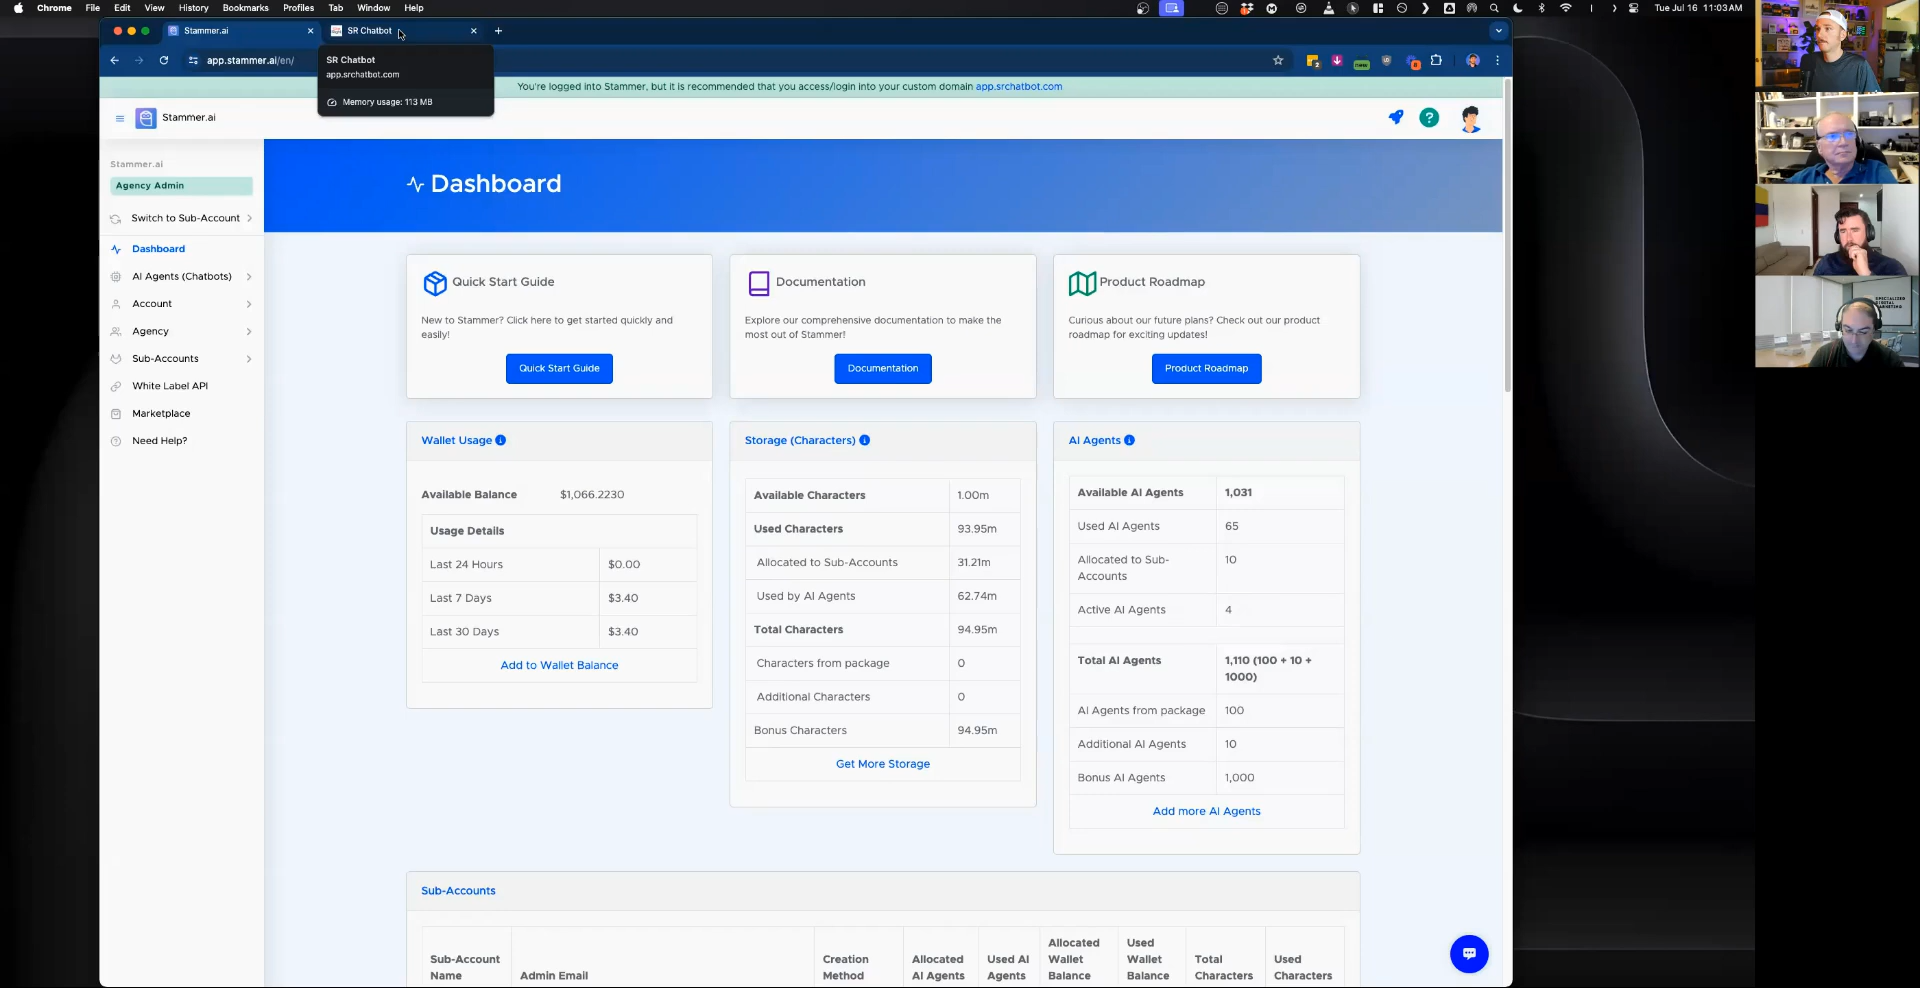 Chrome File Edit View History Bookmarks Profiles Tab Window Help
Tue Jul 16 11:03 AM
Stammer.ai
SR Chatbot
app.stammer.ai/en/
SR Chatbot
app.srchatbot.com
Memory usage: 113 MB
You're logged into Stammer, but it is recommended that you access/login into your custom domain app.srchatbot.com
Stammer.ai
Stammer.ai
Agency Admin
Switch to Sub-Account
Dashboard
AI Agents (Chatbots)
Account
Agency
Sub-Accounts
White Label API
Marketplace
Need Help?
Dashboard
Quick Start Guide
New to Stammer? Click here to get started quickly and
easily!
Quick Start Guide
Documentation
Explore our comprehensive documentation to make the
most out of Stammer!
Documentation
Product Roadmap
Curious about our future plans? Check out our product
roadmap for exciting updates!
Product Roadmap
Wallet Usage
Available Balance $1,066.2230
Usage Details
Last 24 Hours $0.00
Last 7 Days $3.40
Last 30 Days $3.40
Add to Wallet Balance
Storage (Characters)
Available Characters 1.00m
Used Characters 93.95m
Allocated to Sub-Accounts 31.21m
Used by AI Agents 62.74m
Total Characters 94.95m
Characters from package 0
Additional Characters 0
Bonus Characters 94.95m
Get More Storage
AI Agents
Available AI Agents 1,031
Used AI Agents 65
Allocated to Sub-
Accounts 10
Active AI Agents 4
Total AI Agents 1,110 (100 + 10 +
1000)
AI Agents from package 100
Additional AI Agents 10
Bonus AI Agents 1,000
Add more AI Agents
Sub-Accounts
Sub-Account
Name
Admin Email
Creation
Method
Allocated
AI Agents
Used AI
Agents
Allocated
Wallet
Balance
Used
Wallet
Balance
Total
Characters
Used
Characters
SPECIALIZED
DIGITAL
MARKETING